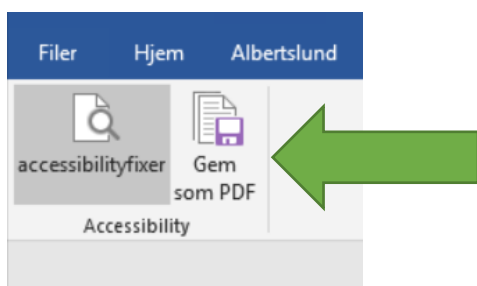 Filer Hjem Albertslund
accessibilityfixer Gem
som PDF
Accessibility